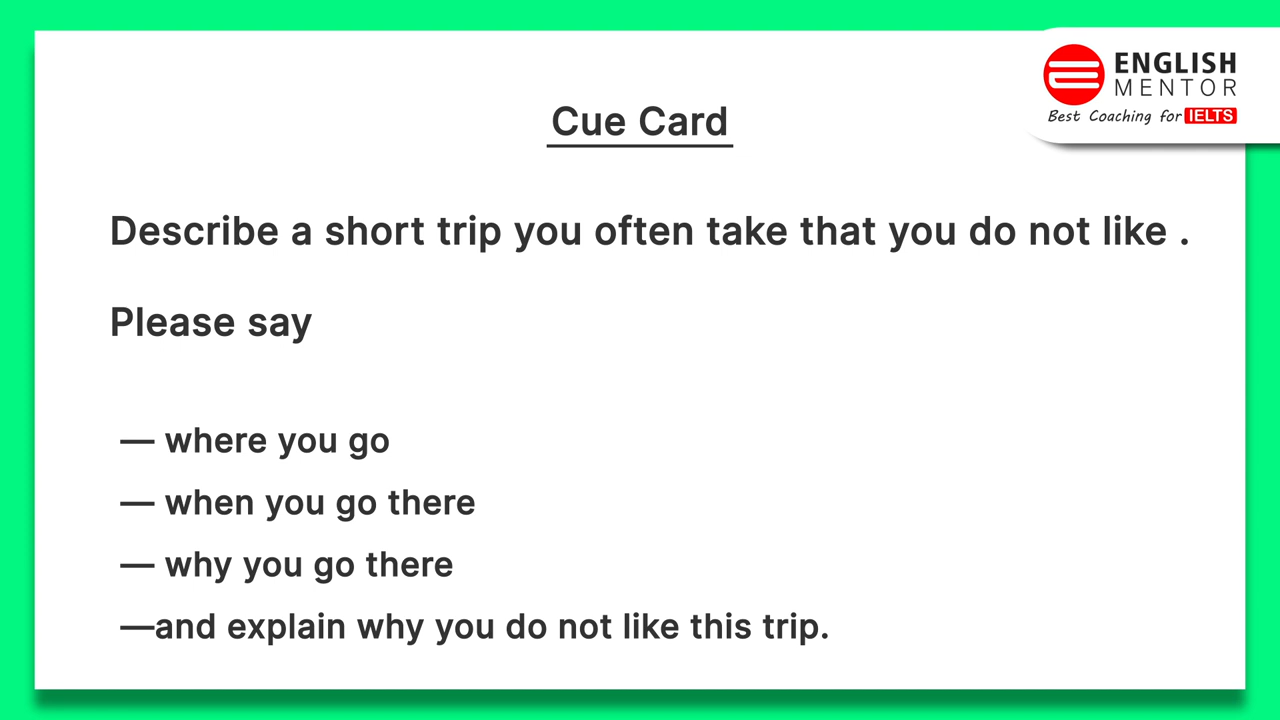 ENGLISH
MENTOR
Best Coaching for IELTS
Cue Card
Describe a short trip you often take that you do not like .
Please say
— where you go
— when you go there
— why you go there
—and explain why you do not like this trip.